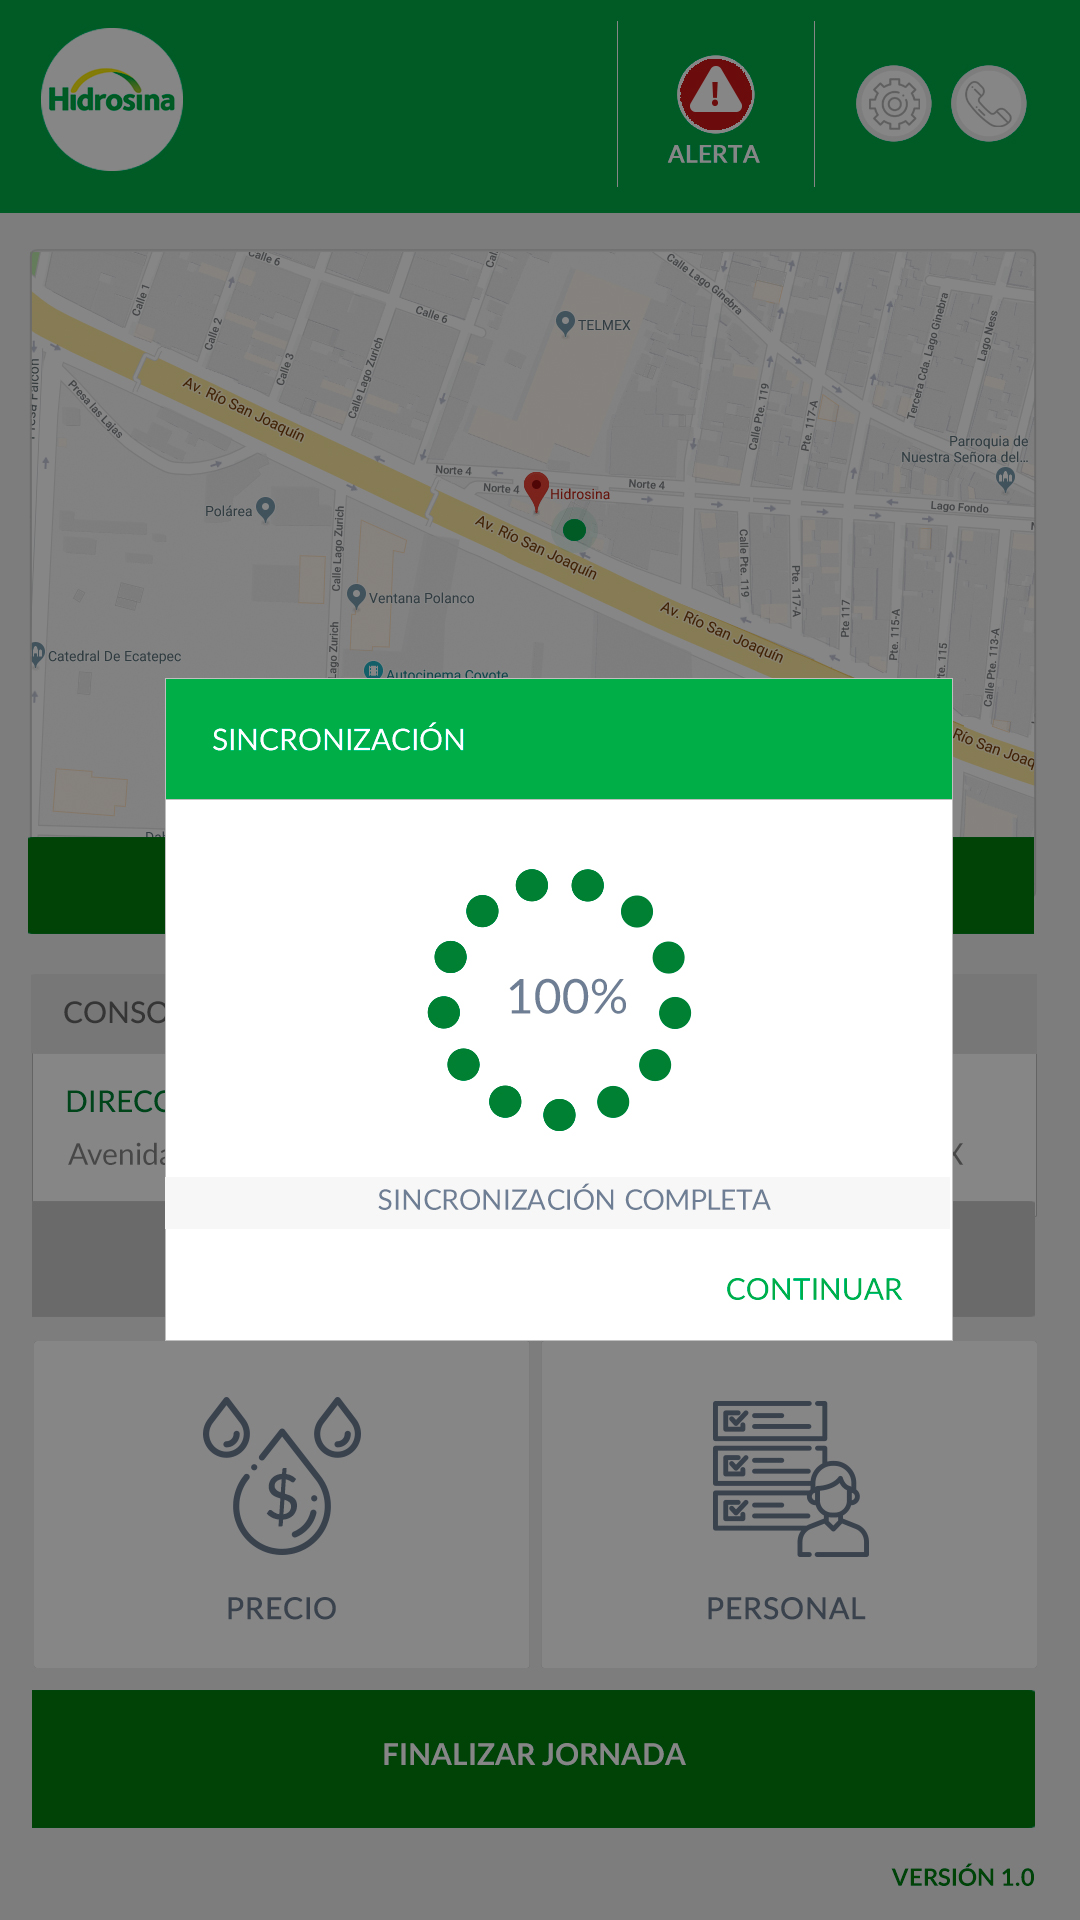 Hidrosina
ALERTA
Calle 6
Calle 1
Calle 2
Calle 3
Calle 6
Calle Lago Zurich
Cal
Calle Lago Ginebra
TELMEX
Tercera Cda. Lago Ginebra
Lago Ness
Presa las Lajas
Av. Río San Joaquín
Calle Pte. 119
Pte. 117-A
Parroquia de
Nuestra Señora del...
Norte 4
Norte 4
Norte 4
Hidrosina
Lago Fondo
Polárea
Calle Lago Zurich
Av. Río San Joaquín
Calle Pte. 119
Pte. 117-A
Pte 117
Pte. 115-A
115
Calle Pte. 113-A
Ventana Polanco
Av. Río San Joaquín
Catedral De Ecatepec
Lago Zurich
Autocinema Coyote
Río San Joaq
SINCRONIZACIÓN
100%
SINCRONIZACIÓN COMPLETA
CONTINUAR
CONSO
DIRECC
Avenida
X
PRECIO
PERSONAL
FINALIZAR JORNADA
VERSIÓN 1.0